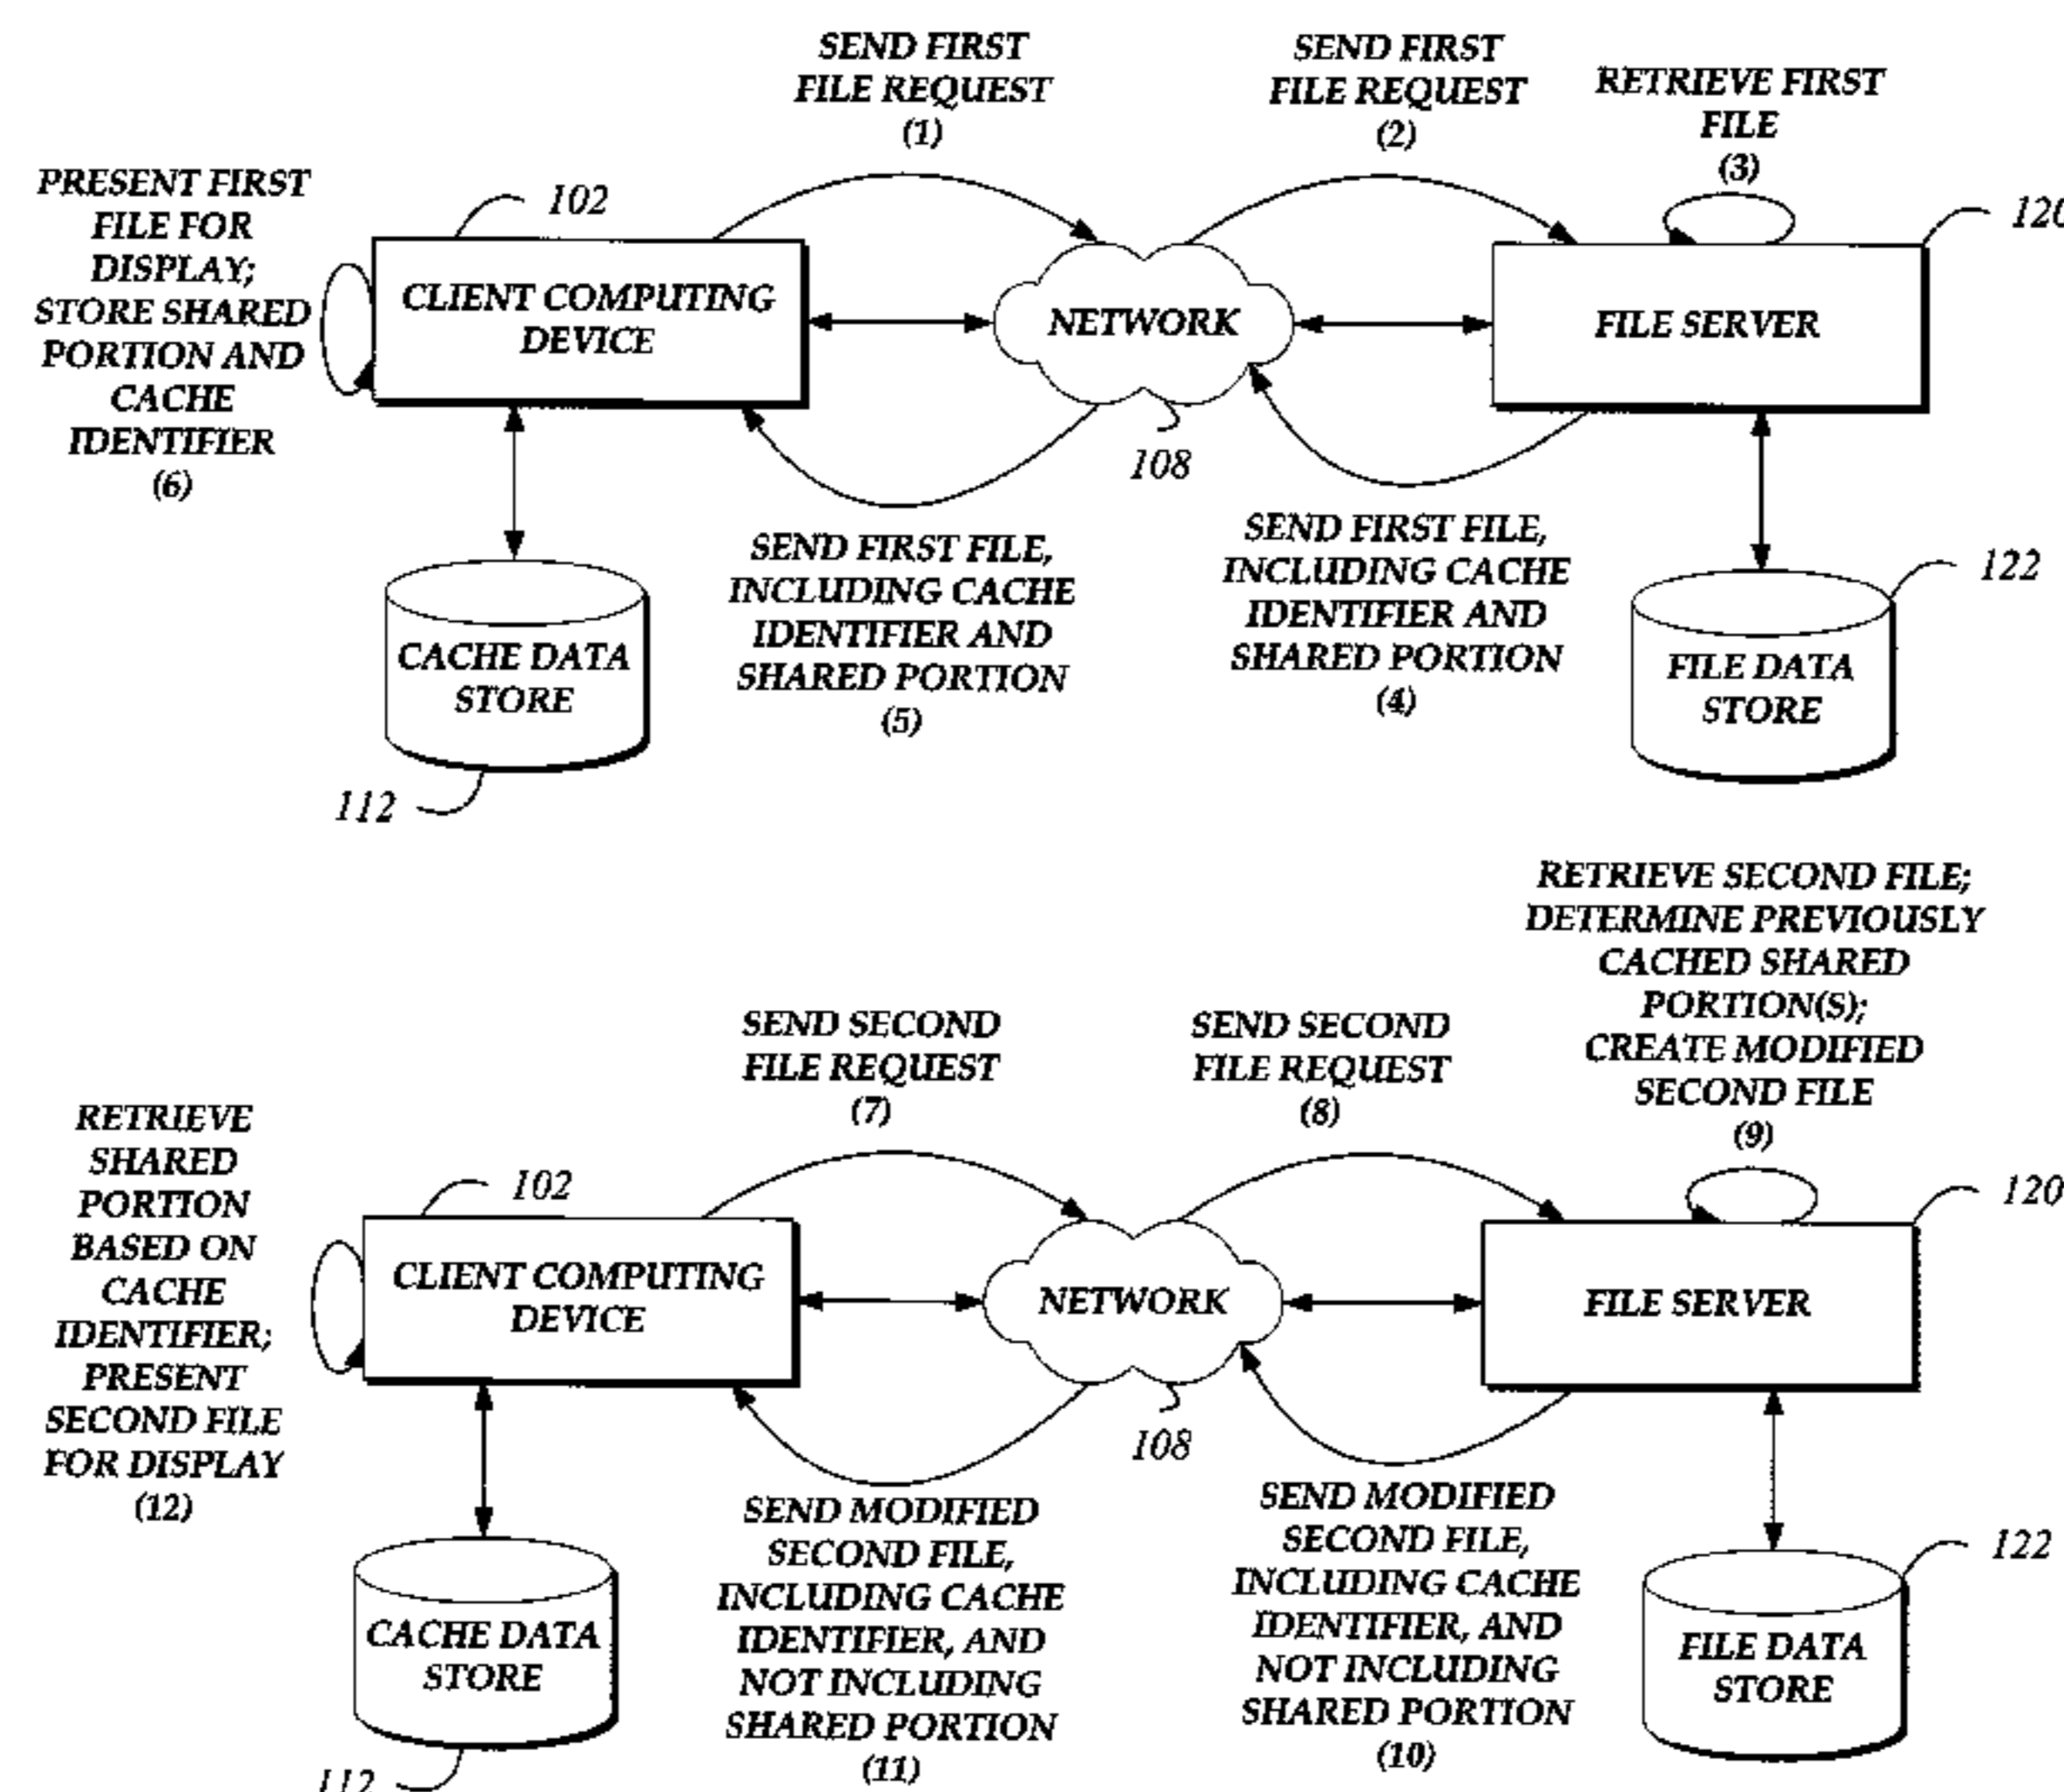 SEND FIRST
FILE REQUEST
(1)
SEND FIRST
FILE REQUEST
(2)
RETRIEVE FIRST
FILE
(3)
PRESENT FIRST
FILE FOR
DISPLAY;
STORE SHARED
PORTION AND
CACHE
IDENTIFIER
(6)
102
CLIENT COMPUTING
DEVICE
NETWORK
108
120
FILE SERVER
SEND FIRST FILE,
INCLUDING CACHE
IDENTIFIER AND
SHARED PORTION
(5)
SEND FIRST FILE,
INCLUDING CACHE
IDENTIFIER AND
SHARED PORTION
(4)
CACHE DATA
STORE
112
122
FILE DATA
STORE
RETRIEVE SECOND FILE;
DETERMINE PREVIOUSLY
CACHED SHARED
PORTION(S);
CREATE MODIFIED
SECOND FILE
(9)
SEND SECOND
FILE REQUEST
(7)
SEND SECOND
FILE REQUEST
(8)
RETRIEVE
SHARED
PORTION
BASED ON
CACHE
IDENTIFIER;
PRESENT
SECOND FILE
FOR DISPLAY
(12)
102
CLIENT COMPUTING
DEVICE
NETWORK
108
120
FILE SERVER
SEND MODIFIED
SECOND FILE,
INCLUDING CACHE
IDENTIFIER, AND
NOT INCLUDING
SHARED PORTION
(11)
SEND MODIFIED
SECOND FILE,
INCLUDING CACHE
IDENTIFIER, AND
NOT INCLUDING
SHARED PORTION
(10)
CACHE DATA
STORE
112
122
FILE DATA
STORE